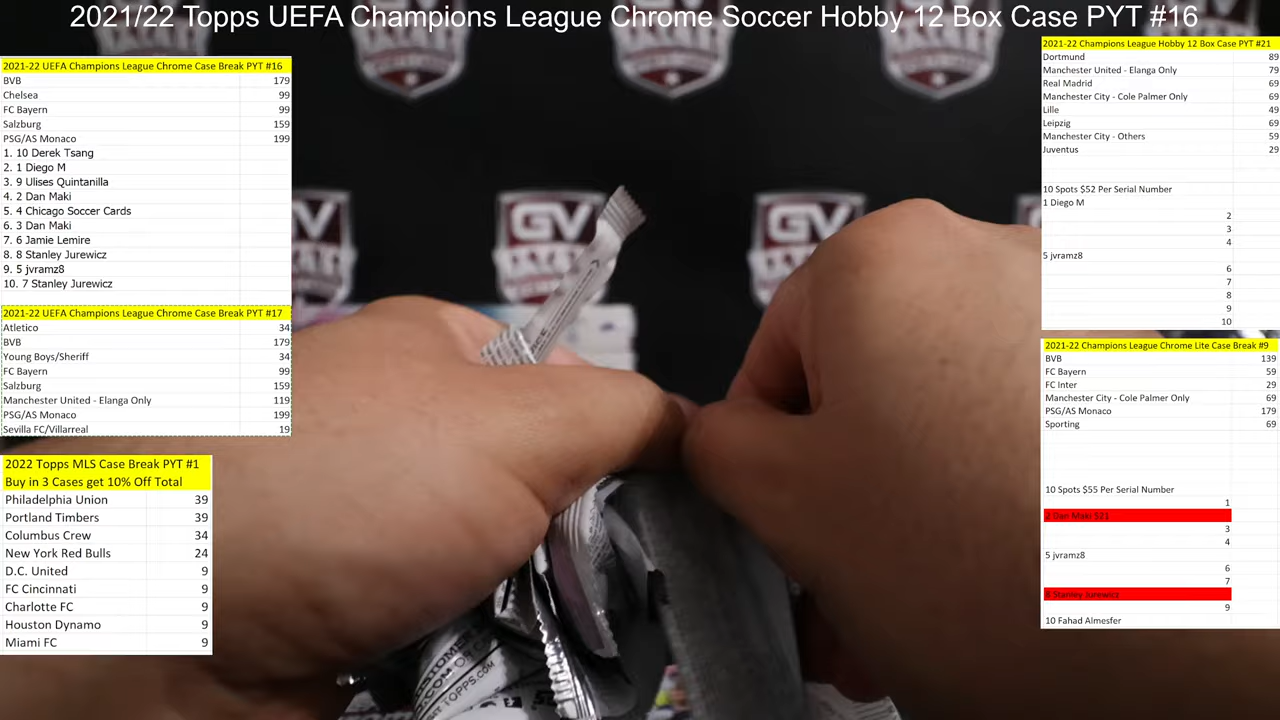 2021/22 Topps UEFA Champions League Chrome Soccer Hobby 12 Box Case PYT #16
2021-22 UEFA Champions League Chrome Case Break PYT #16
BVB 179
Chelsea 99
FC Bayern 99
Salzburg 159
PSG/AS Monaco 199
1. 10 Derek Tsang
2. 1 Diego M
3. 9 Ulises Quintanilla
4. 2 Dan Maki
5. 4 Chicago Soccer Cards
6. 3 Dan Maki
7. 6 Jamie Lemire
8. 8 Stanley Jurewicz
9. 5 jvramz8
10. 7 Stanley Jurewicz
2021-22 UEFA Champions League Chrome Case Break PYT #17
Atletico 34
BVB 179
Young Boys/Sheriff 34
FC Bayern 99
Salzburg 159
Manchester United - Elanga Only 119
PSG/AS Monaco 199
Sevilla FC/Villarreal 19
2022 Topps MLS Case Break PYT #1
Buy in 3 Cases get 10% Off Total
Philadelphia Union 39
Portland Timbers 39
Columbus Crew 34
New York Red Bulls 24
D.C. United 9
FC Cincinnati 9
Charlotte FC 9
Houston Dynamo 9
Miami FC 9
2021-22 Champions League Hobby 12 Box Case PYT #21
Dortmund 89
Manchester United - Elanga Only 79
Real Madrid 69
Manchester City - Cole Palmer Only 69
Lille 49
Leipzig 69
Manchester City - Others 59
Juventus 29
10 Spots $52 Per Serial Number
1 Diego M
2
3
4
5 jvramz8
6
7
8
9
10
2021-22 Champions League Chrome Lite Case Break #9
BVB 139
FC Bayern 59
FC Inter 29
Manchester City - Cole Palmer Only 69
PSG/AS Monaco 179
Sporting 69
10 Spots $55 Per Serial Number
1
2 Dan Maki $21
3
4
5 jvramz8
6
7
8 Stanley Jurewicz
9
10 Fahad Almesfer
GV
GV
GV
TOPPS.COM